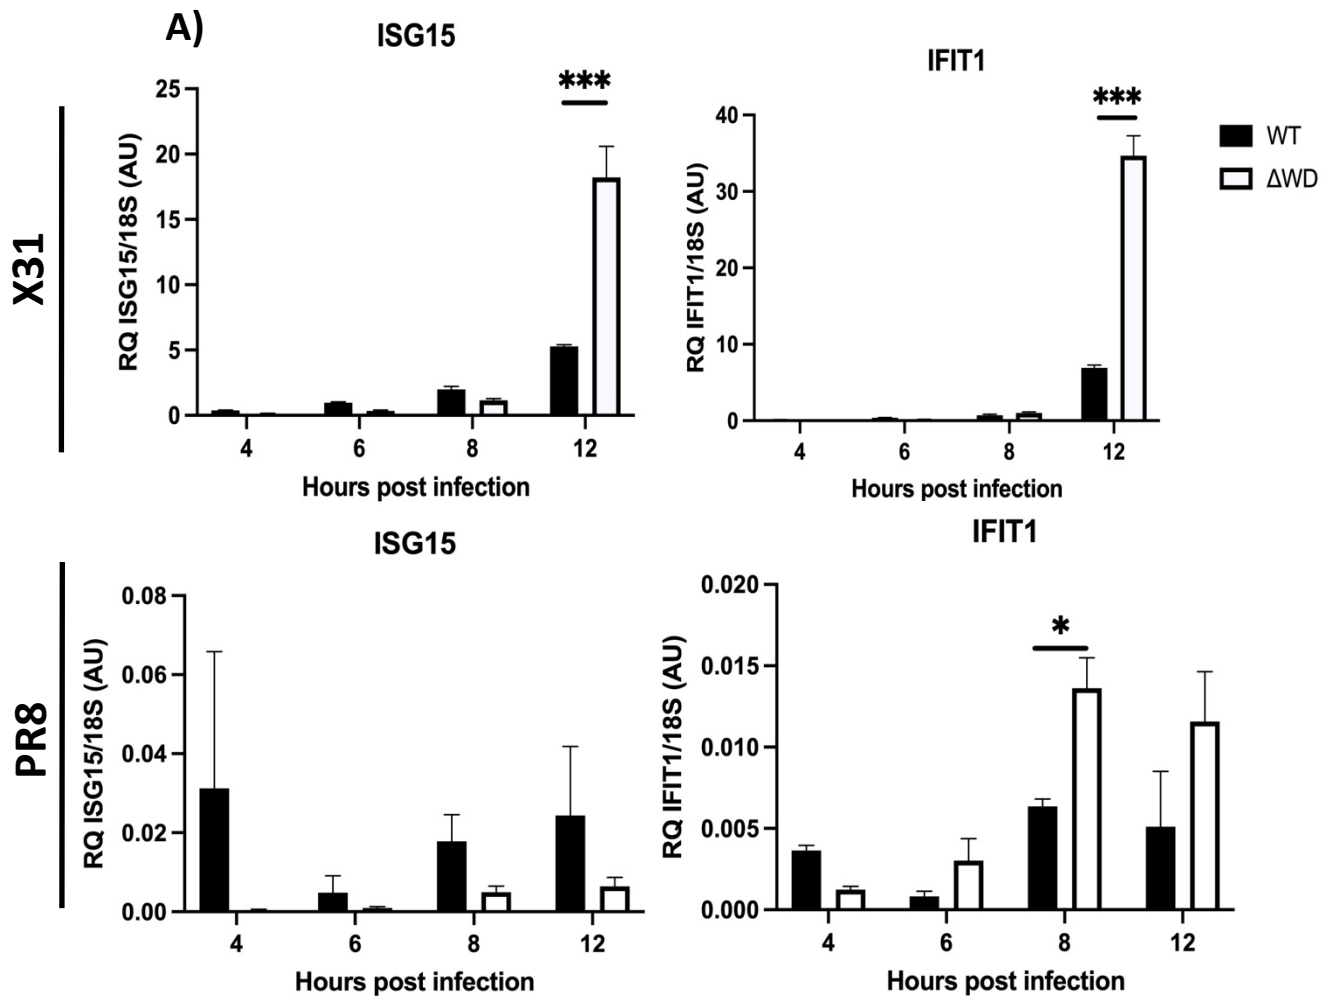 A)
ISG15
IFIT1
X31
RQ ISG15/18S (AU)
25
20
15
10
5
0
***
4 6 8 12
Hours post infection
RQ IFIT1/18S (AU)
40
30
20
10
0
***
4 6 8 12
Hours post infection
WT
ΔWD
PR8
ISG15
RQ ISG15/18S (AU)
0.08
0.06
0.04
0.02
0.00
4 6 8 12
Hours post infection
IFIT1
RQ IFIT1/18S (AU)
0.020
0.015
0.010
0.005
0.000
*
4 6 8 12
Hours post infection